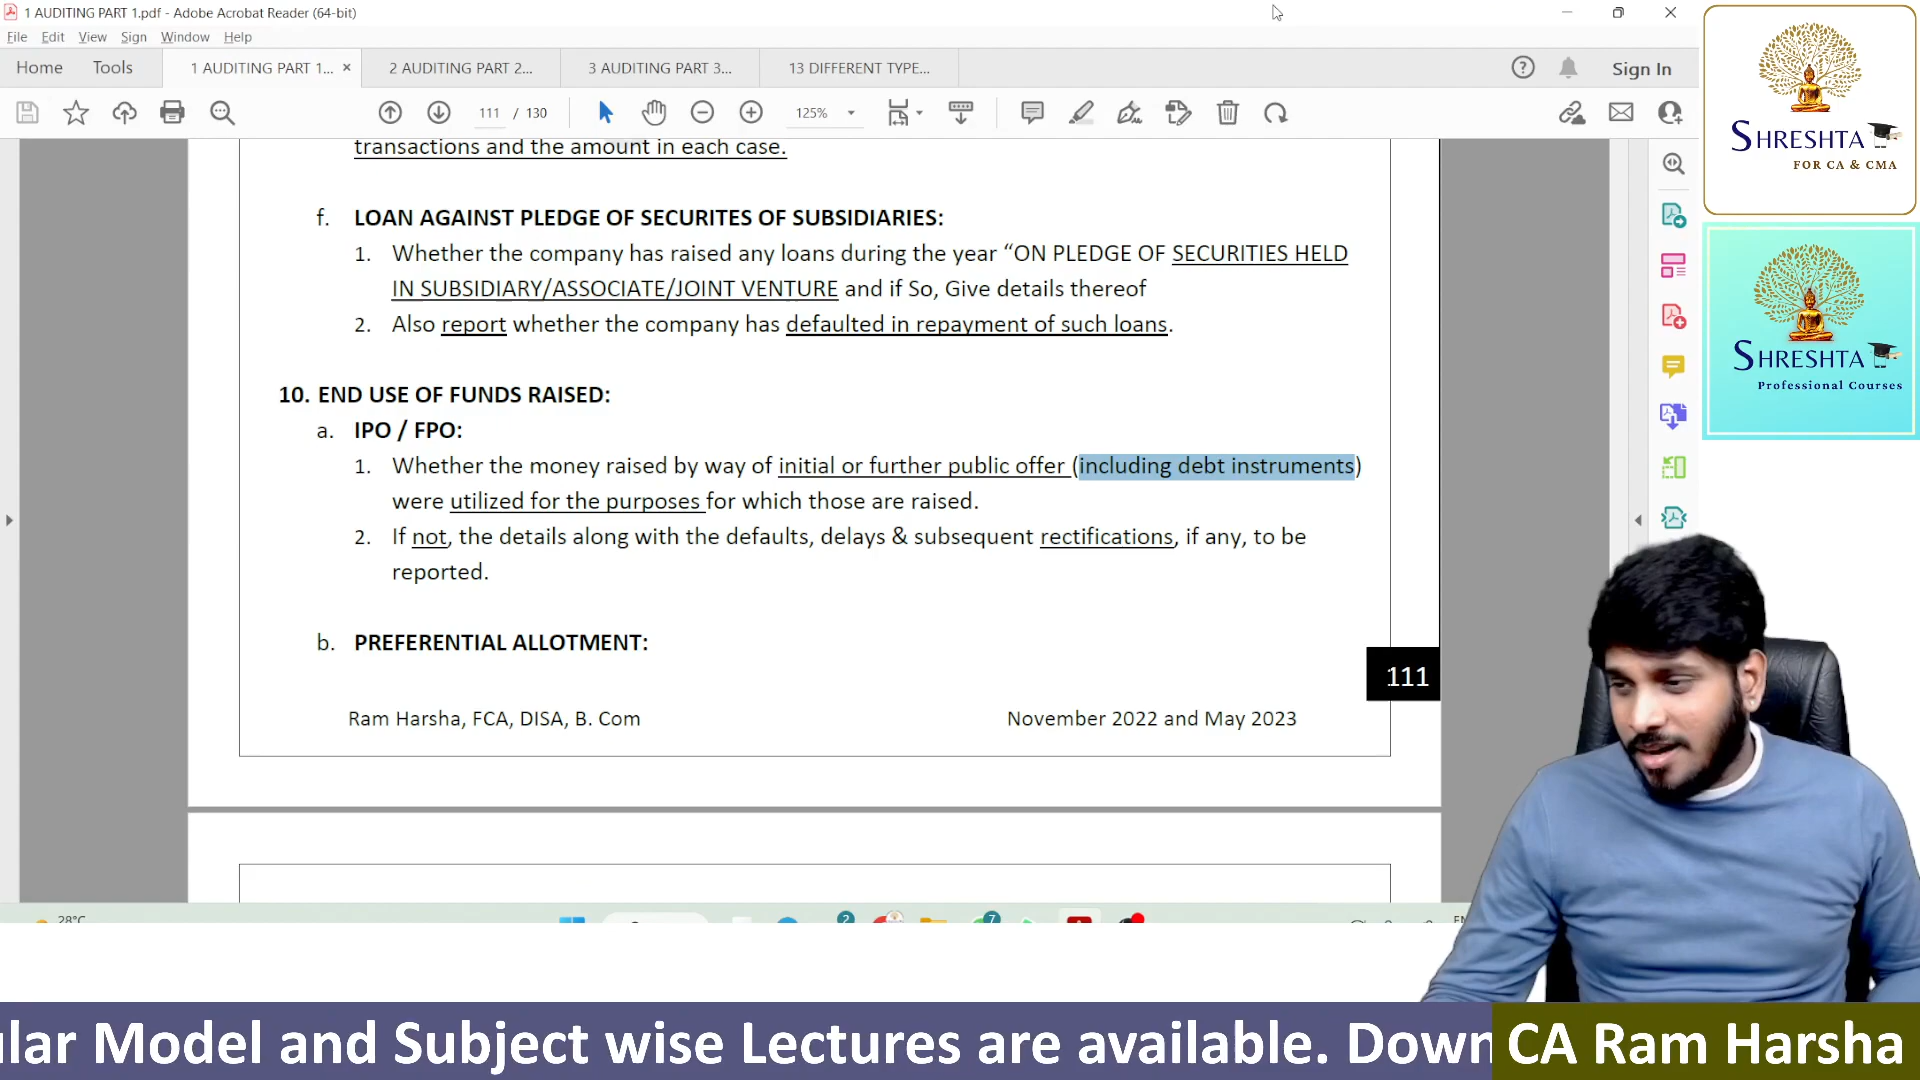 1 AUDITING PART 1.pdf - Adobe Acrobat Reader (64-bit)
File Edit View Sign Window Help
Home Tools 1 AUDITING PART 1... × 2 AUDITING PART 2... 3 AUDITING PART 3... 13 DIFFERENT TYPE... Sign In
111 / 130 125%
transactions and the amount in each case.
f. LOAN AGAINST PLEDGE OF SECURITES OF SUBSIDIARIES:
1. Whether the company has raised any loans during the year “ON PLEDGE OF SECURITIES HELD
IN SUBSIDIARY/ASSOCIATE/JOINT VENTURE and if So, Give details thereof
2. Also report whether the company has defaulted in repayment of such loans.
10. END USE OF FUNDS RAISED:
a. IPO / FPO:
1. Whether the money raised by way of initial or further public offer (including debt instruments)
were utilized for the purposes for which those are raised.
2. If not, the details along with the defaults, delays & subsequent rectifications, if any, to be
reported.
b. PREFERENTIAL ALLOTMENT:
111
Ram Harsha, FCA, DISA, B. Com November 2022 and May 2023
SHRESHTA
FOR CA & CMA
SHRESHTA
Professional Courses
28°C
2
7
ular Model and Subject wise Lectures are available. Down
CA Ram Harsha